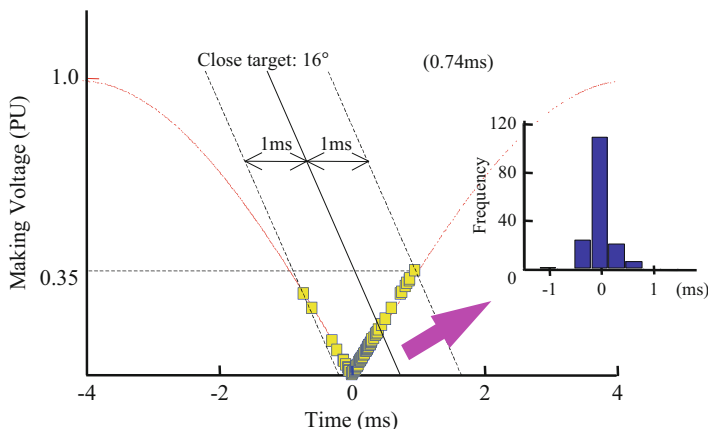 Close target: 16°
(0.74ms)
1.0
1ms
1ms
0.35
Making Voltage (PU)
-4
-2
0
2
4
Time (ms)
120
80
40
0
Frequency
-1
0
1
(ms)